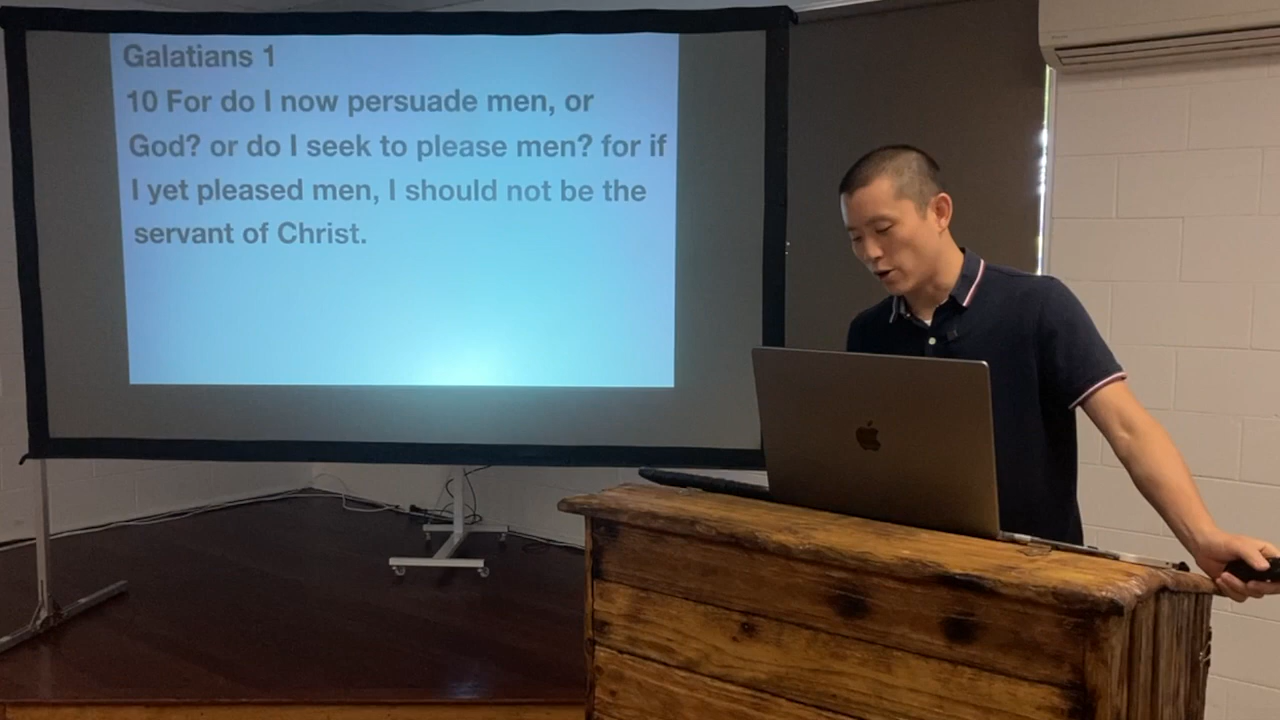 Galatians 1
10 For do I now persuade men, or
God? or do I seek to please men? for if
I yet pleased men, I should not be the
servant of Christ.